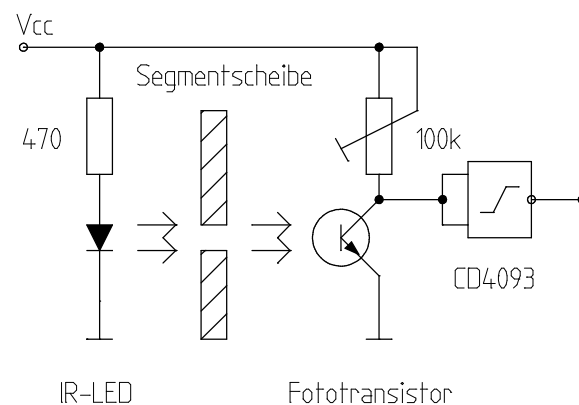 Vcc
Segmentscheibe
470
100k
CD4093
IR-LED
Fototransistor